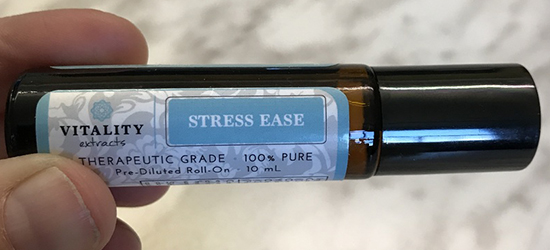 VITALITY
extracts
STRESS EASE
THERAPEUTIC GRADE · 100% PURE
Pre-Diluted Roll-On · 10 mL